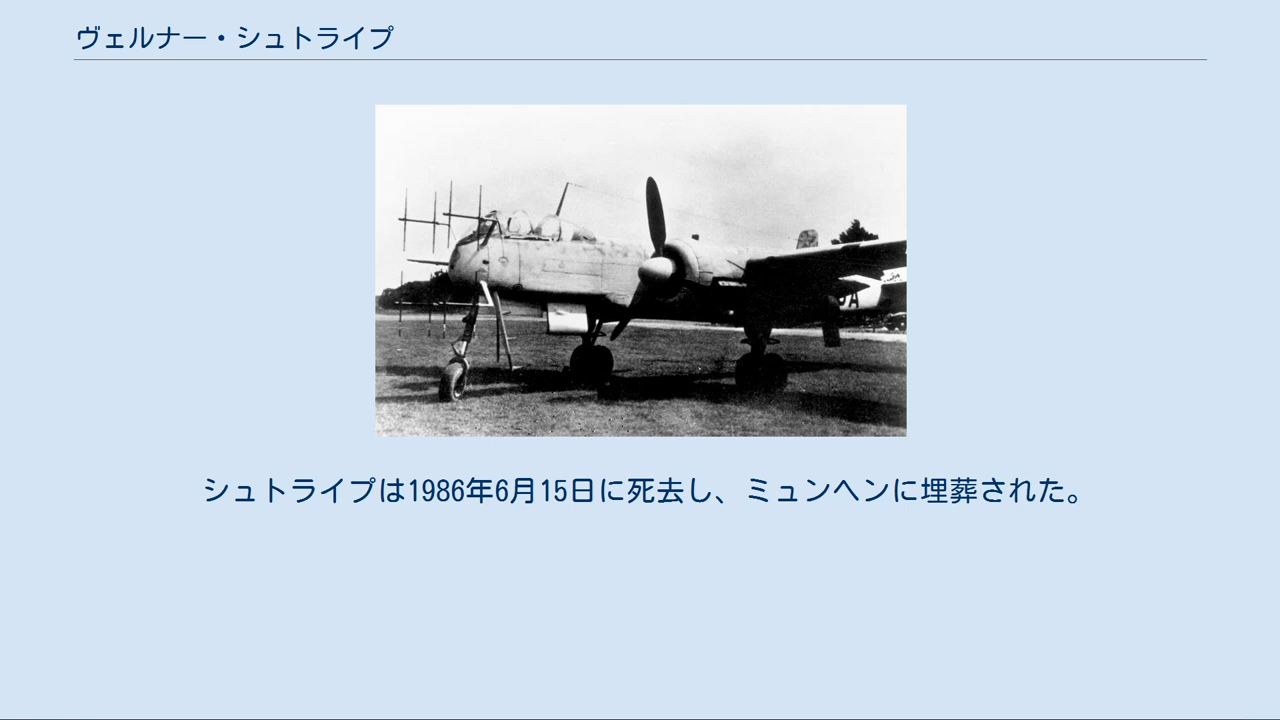 ヴェルナー・シュトライプ
シュトライプは1986年6月15日に死去し、ミュンヘンに埋葬された。